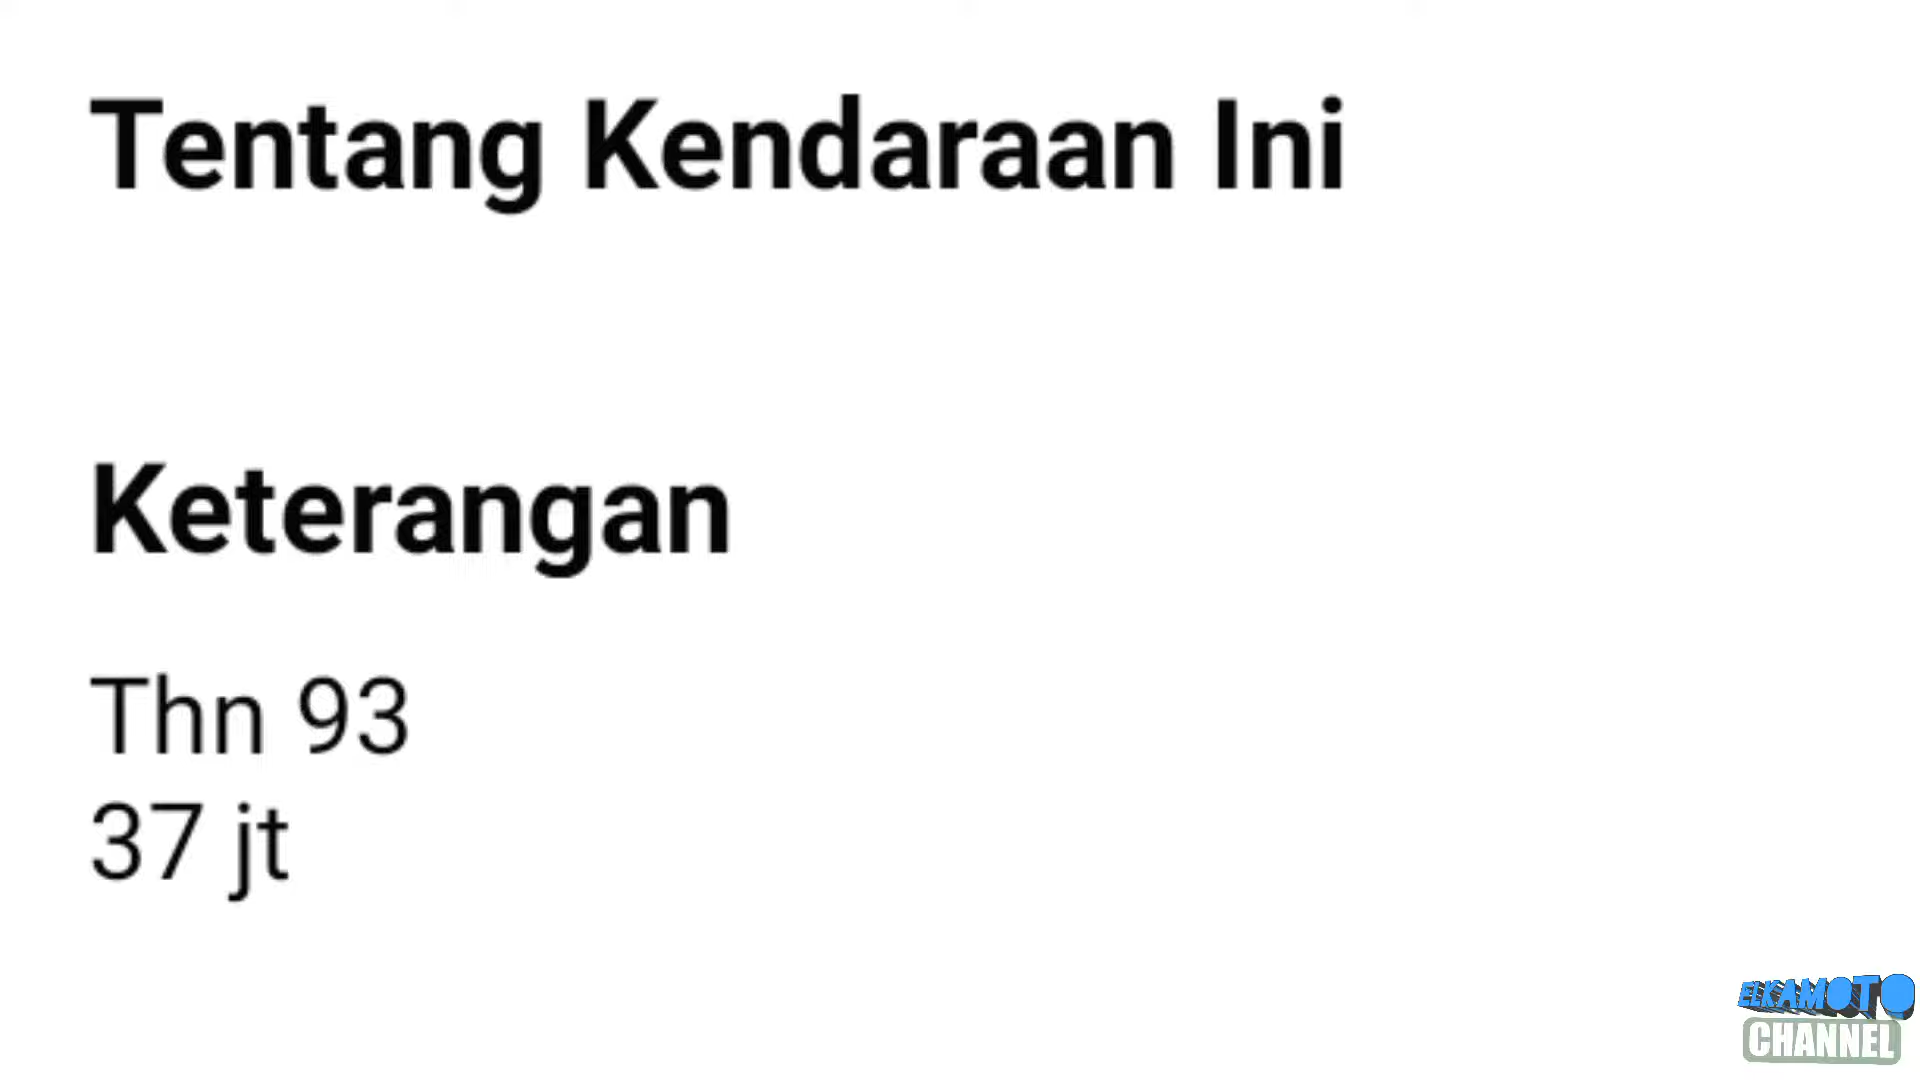 Tentang Kendaraan Ini
Keterangan
Thn 93
37 jt
ELKAMOTO
CHANNEL